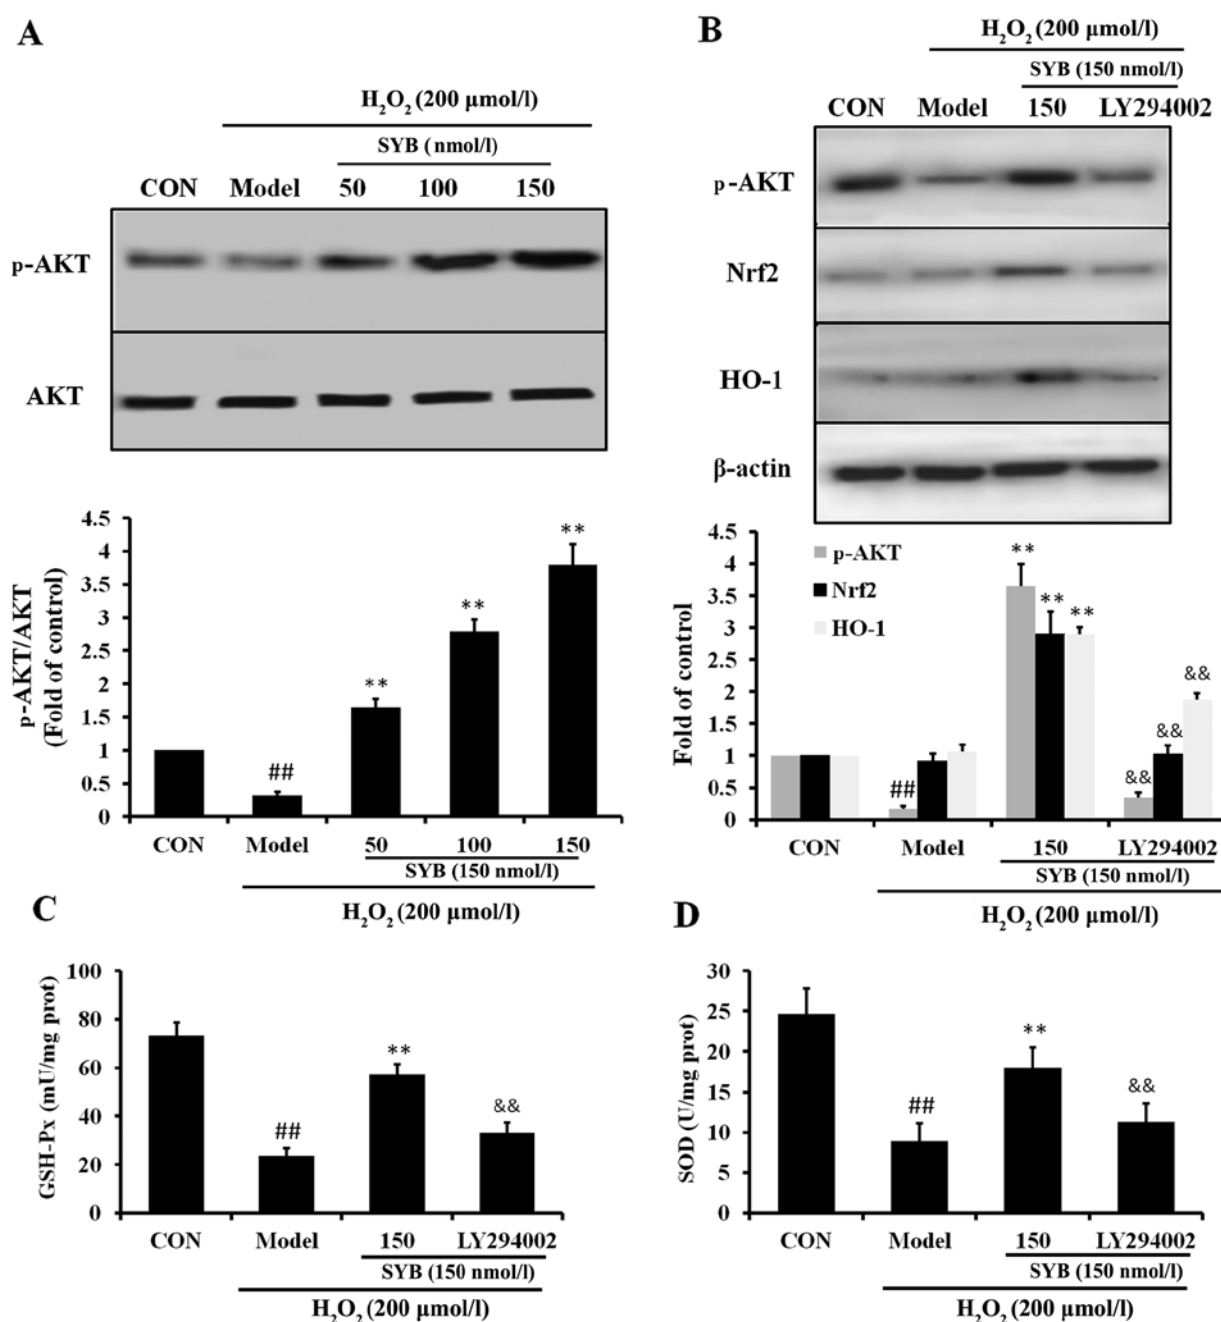 A
H₂O₂ (200 μmol/l)
SYB ( nmol/l)
CON Model 50 100 150
p-AKT
AKT
4.5
4
3.5
3
2.5
2
1.5
1
0.5
0
p-AKT/AKT
(Fold of control)
##
**
**
**
CON Model 50 100 150
SYB (150 nmol/l)
H₂O₂ (200 μmol/l)
B
H₂O₂ (200 μmol/l)
SYB (150 nmol/l)
CON Model 150 LY294002
p-AKT
Nrf2
HO-1
β-actin
4.5
4
3.5
3
2.5
2
1.5
1
0.5
0
Fold of control
p-AKT
Nrf2
HO-1
##
**
**
**
&&
&&
&&
CON Model 150 LY294002
SYB (150 nmol/l)
H₂O₂ (200 μmol/l)
C
100
80
60
40
20
0
GSH-Px (mU/mg prot)
##
**
&&
CON Model 150 LY294002
SYB (150 nmol/l)
H₂O₂ (200 μmol/l)
D
30
25
20
15
10
5
0
SOD (U/mg prot)
##
**
&&
CON Model 150 LY294002
SYB (150 nmol/l)
H₂O₂ (200 μmol/l)